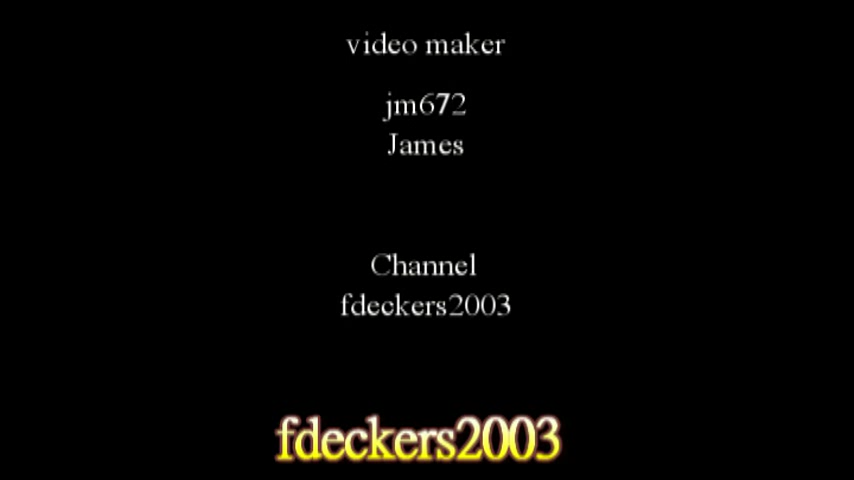 video maker
jm672
James
Channel
fdeckers2003
fdeckers2003